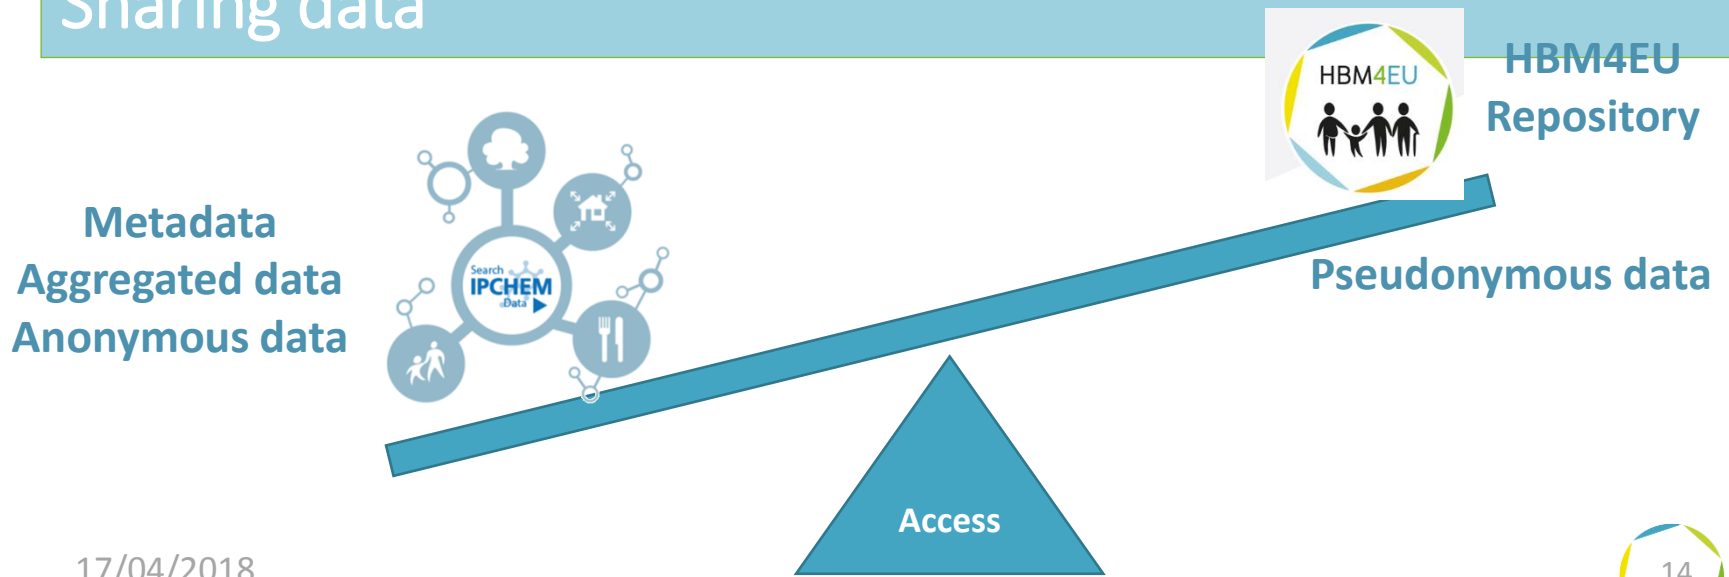 Sharing data
HBM4EU
HBM4EU
Repository
Metadata
Aggregated data
Anonymous data
Search
IPCHEM
Data
Pseudonymous data
Access
17/04/2018
14